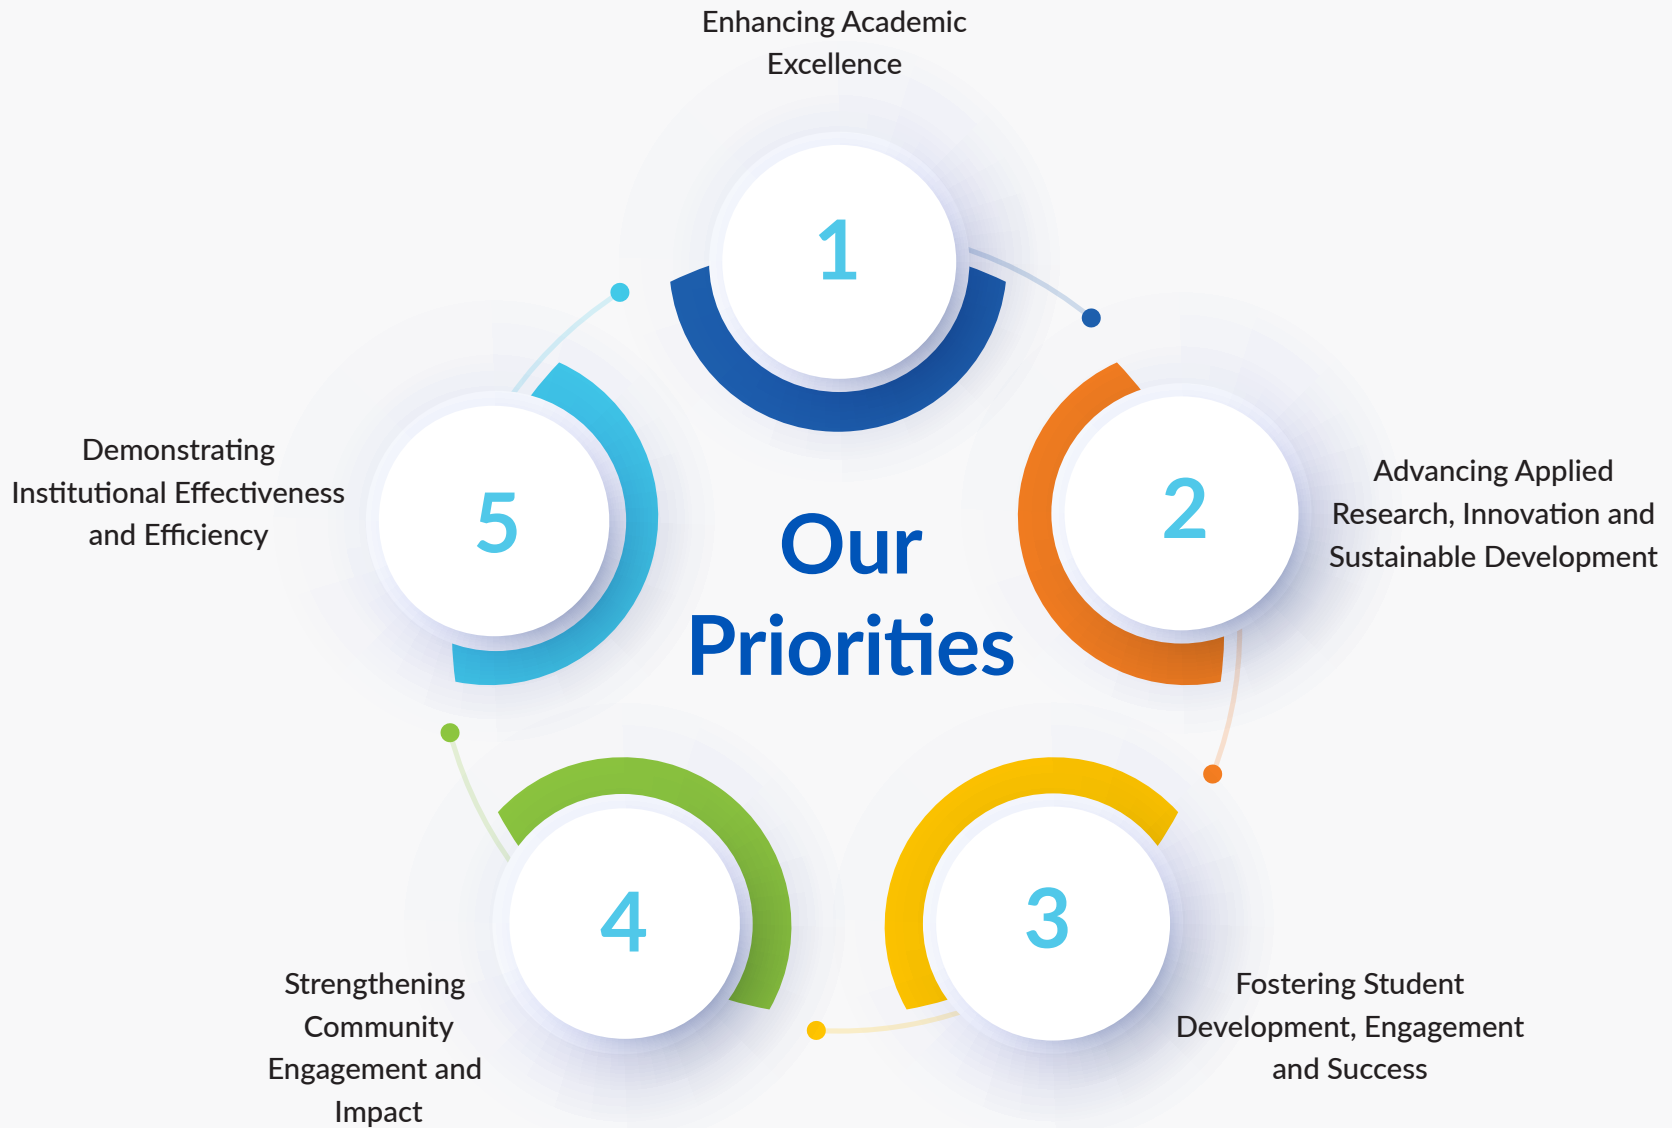 Enhancing Academic
Excellence
1
2
Advancing Applied
Research, Innovation and
Sustainable Development
3
Fostering Student
Development, Engagement
and Success
4
Strengthening
Community
Engagement and
Impact
5
Demonstrating
Institutional Effectiveness
and Efficiency
Our
Priorities